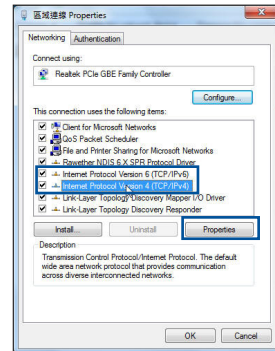 區域連線 Properties
Networking Authentication
Connect using:
Realtek PCIe GBE Family Controller
Configure...
This connection uses the following items:
Client for Microsoft Networks
QoS Packet Scheduler
File and Printer Sharing for Microsoft Networks
Rawether NDIS 6.X SPR Protocol Driver
Internet Protocol Version 6 (TCP/IPv6)
Internet Protocol Version 4 (TCP/IPv4)
Link-Layer Topology Discovery Mapper I/O Driver
Link-Layer Topology Discovery Responder
Install... Uninstall Properties
Description
Transmission Control Protocol/Internet Protocol. The default
wide area network protocol that provides communication
across diverse interconnected networks.
OK Cancel